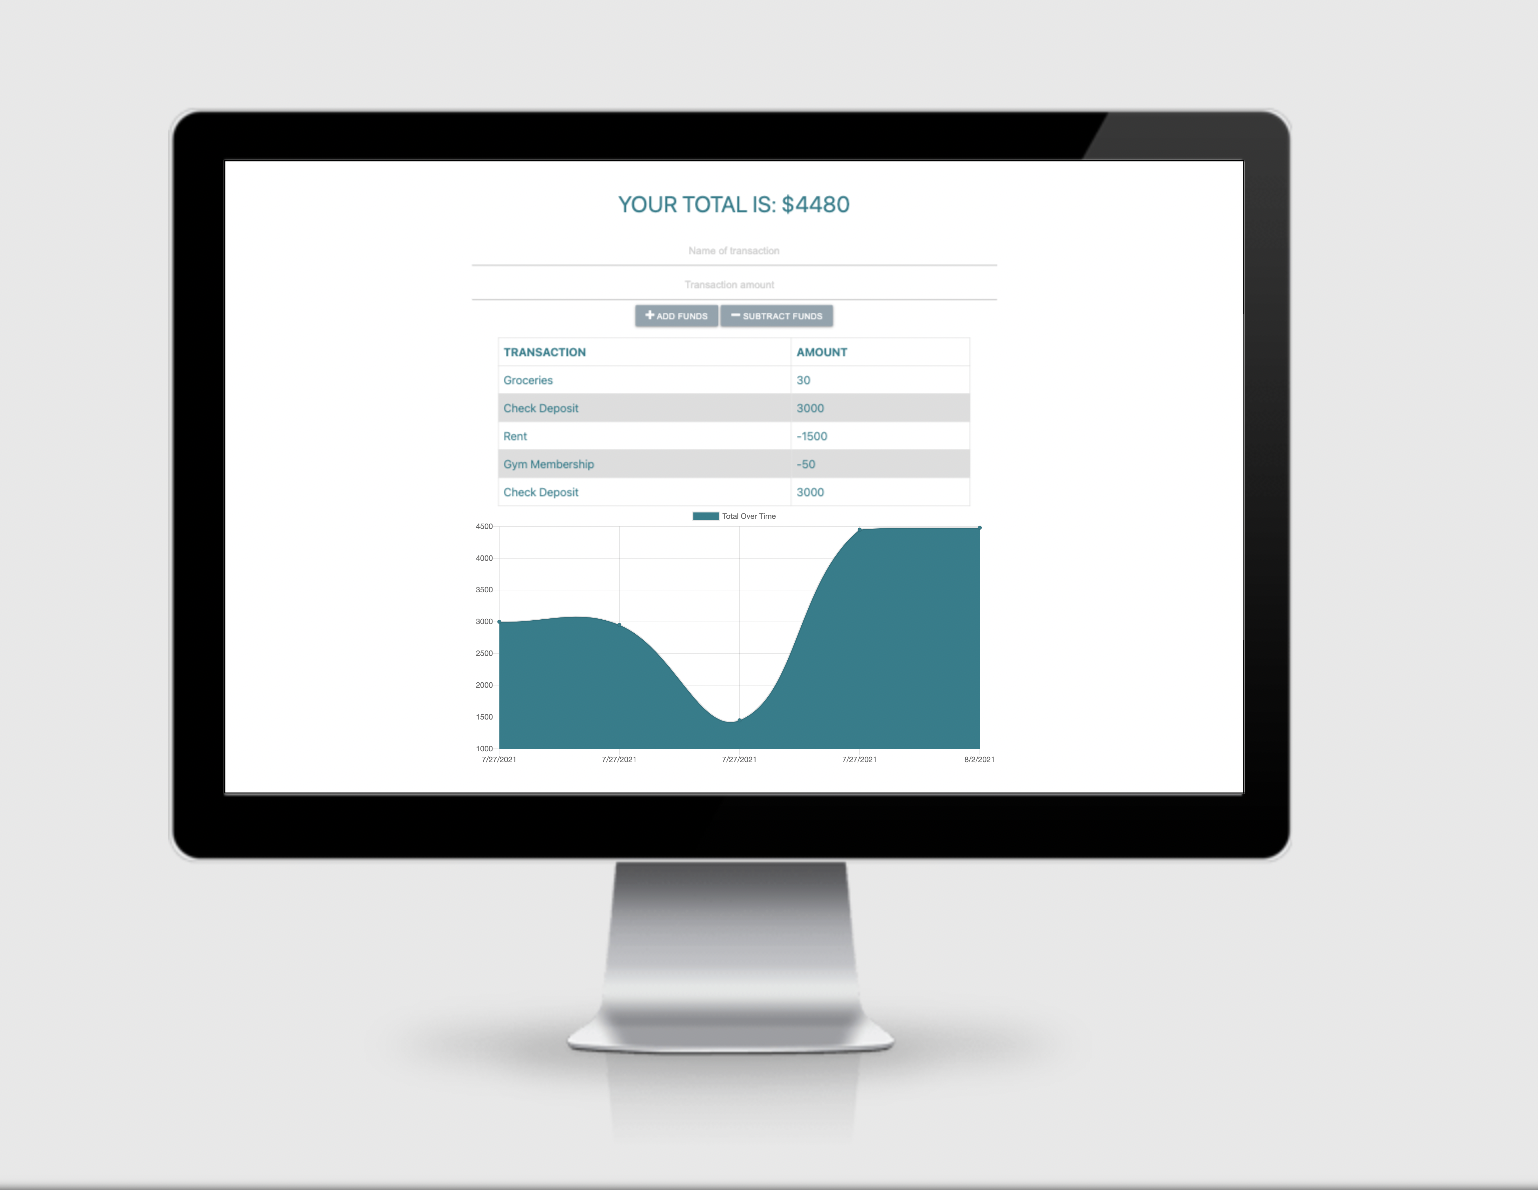 YOUR TOTAL IS: $4480
Name of transaction
Transaction amount
ADD FUNDS SUBTRACT FUNDS
TRANSACTION AMOUNT
Groceries 30
Check Deposit 3000
Rent -1500
Gym Membership -50
Check Deposit 3000
Total Over Time
4500
4000
3500
3000
2500
2000
1500
1000
7/27/2021 7/27/2021 7/27/2021 7/27/2021 8/2/2021